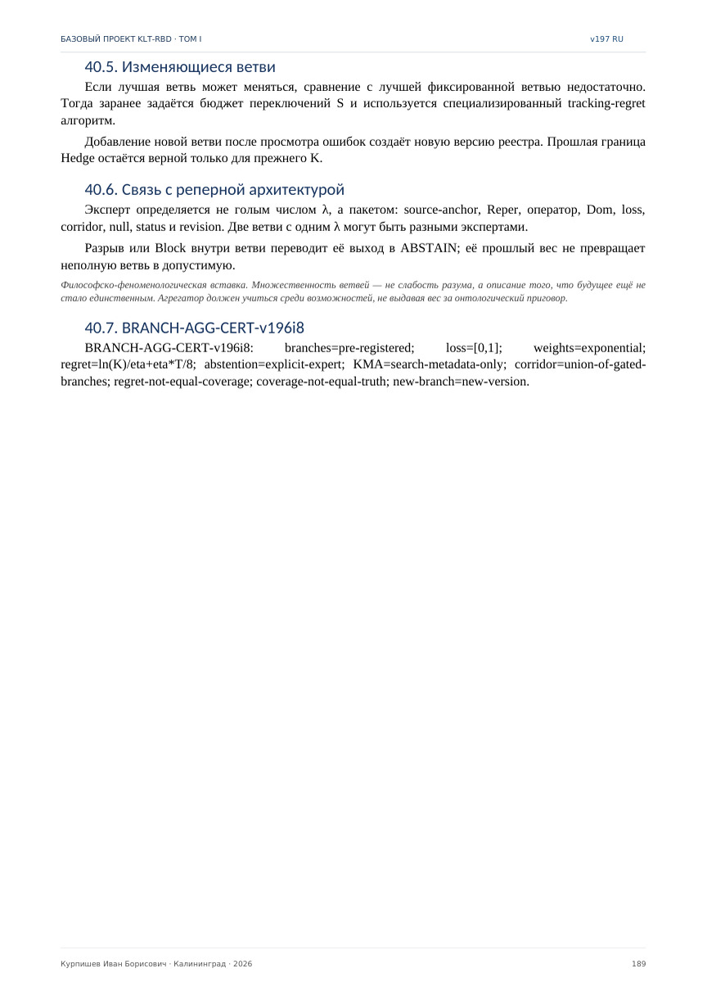 БАЗОВЫЙ ПРОЕКТ KLT-RBD · ТОМ I
v197 RU
40.5. Изменяющиеся ветви
Если лучшая ветвь может меняться, сравнение с лучшей фиксированной ветвью недостаточно.
Тогда заранее задаётся бюджет переключений S и используется специализированный tracking-regret
алгоритм.
Добавление новой ветви после просмотра ошибок создаёт новую версию реестра. Прошлая граница
Hedge остаётся верной только для прежнего K.
40.6. Связь с реперной архитектурой
Эксперт определяется не голым числом λ, а пакетом: source-anchor, Reper, оператор, Dom, loss,
corridor, null, status и revision. Две ветви с одним λ могут быть разными экспертами.
Разрыв или Block внутри ветви переводит её выход в ABSTAIN; её прошлый вес не превращает
неполную ветвь в допустимую.
Философско-феноменологическая вставка. Множественность ветвей — не слабость разума, а описание того, что будущее ещё не
стало единственным. Агрегатор должен учиться среди возможностей, не выдавая вес за онтологический приговор.
40.7. BRANCH-AGG-CERT-v196i8
BRANCH-AGG-CERT-v196i8: branches=pre-registered; loss=[0,1]; weights=exponential;
regret=ln(K)/eta+eta*T/8; abstention=explicit-expert; KMA=search-metadata-only; corridor=union-of-gated-
branches; regret-not-equal-coverage; coverage-not-equal-truth; new-branch=new-version.
Курпишев Иван Борисович · Калининград · 2026
189